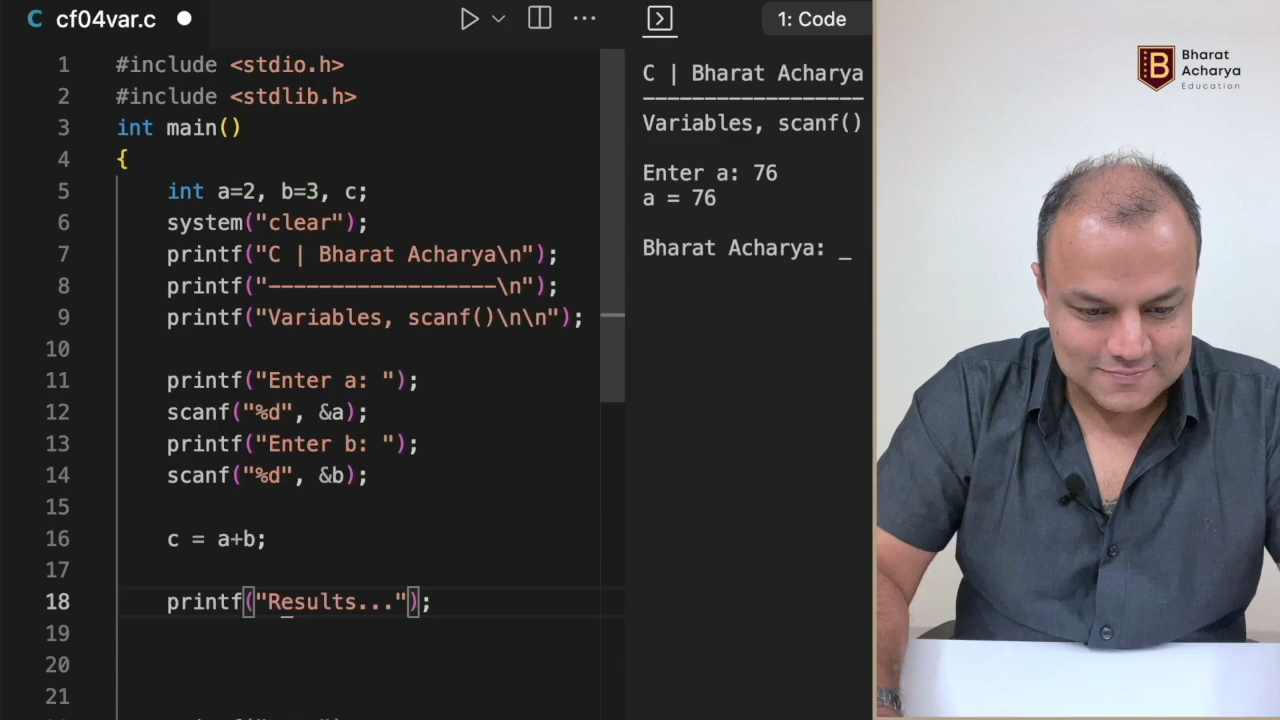 C cf04var.c
1 #include <stdio.h>
2 #include <stdlib.h>
3 int main()
4 {
5 int a=2, b=3, c;
6 system("clear");
7 printf("C | Bharat Acharya\n");
8 printf("------------------\n");
9 printf("Variables, scanf()\n\n");
10
11 printf("Enter a: ");
12 scanf("%d", &a);
13 printf("Enter b: ");
14 scanf("%d", &b);
15
16 c = a+b;
17
18 printf("Results...");
19
20
21
1: Code
C | Bharat Acharya
------------------
Variables, scanf()
Enter a: 76
a = 76
Bharat Acharya: _
B
Bharat
Acharya
Education